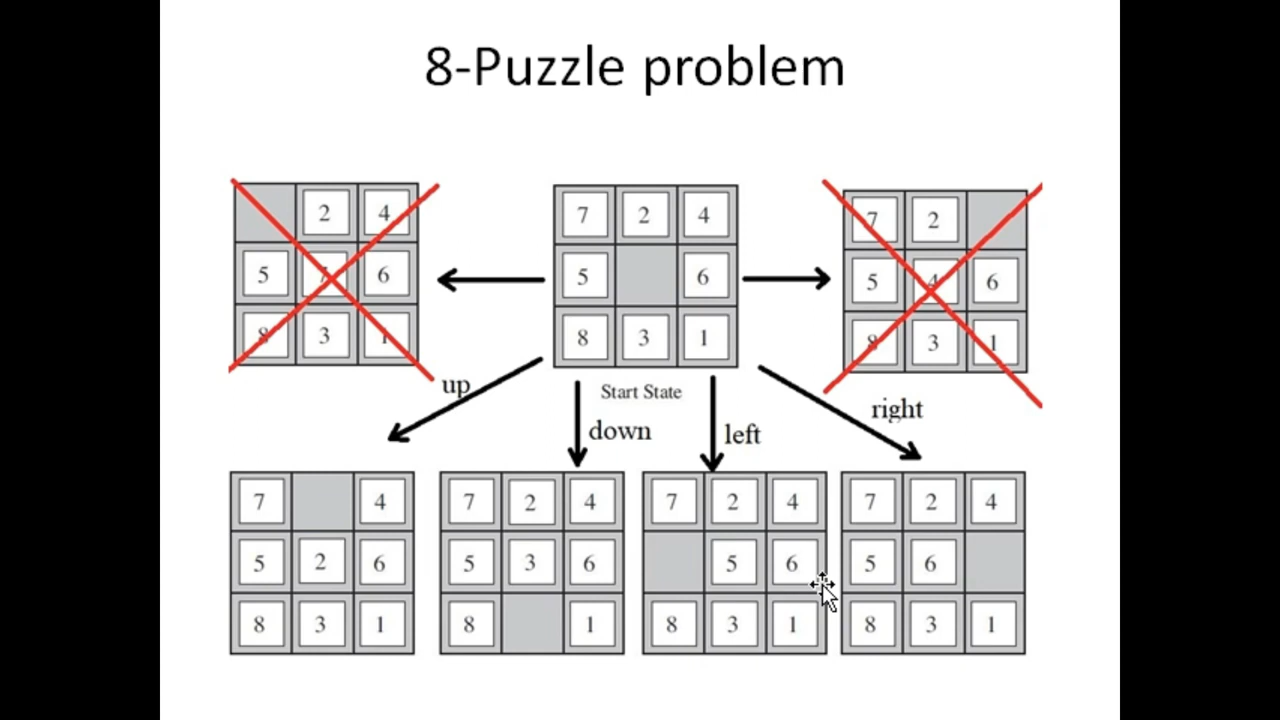 8-Puzzle problem
2 4
5 7 6
8 3 1
7 2 4
5 6
8 3 1
Start State
7 2
5 4 6
8 3 1
up
down
left
right
7 4
5 2 6
8 3 1
7 2 4
5 3 6
8 1
7 2 4
5 6
8 3 1
7 2 4
5 6
8 3 1